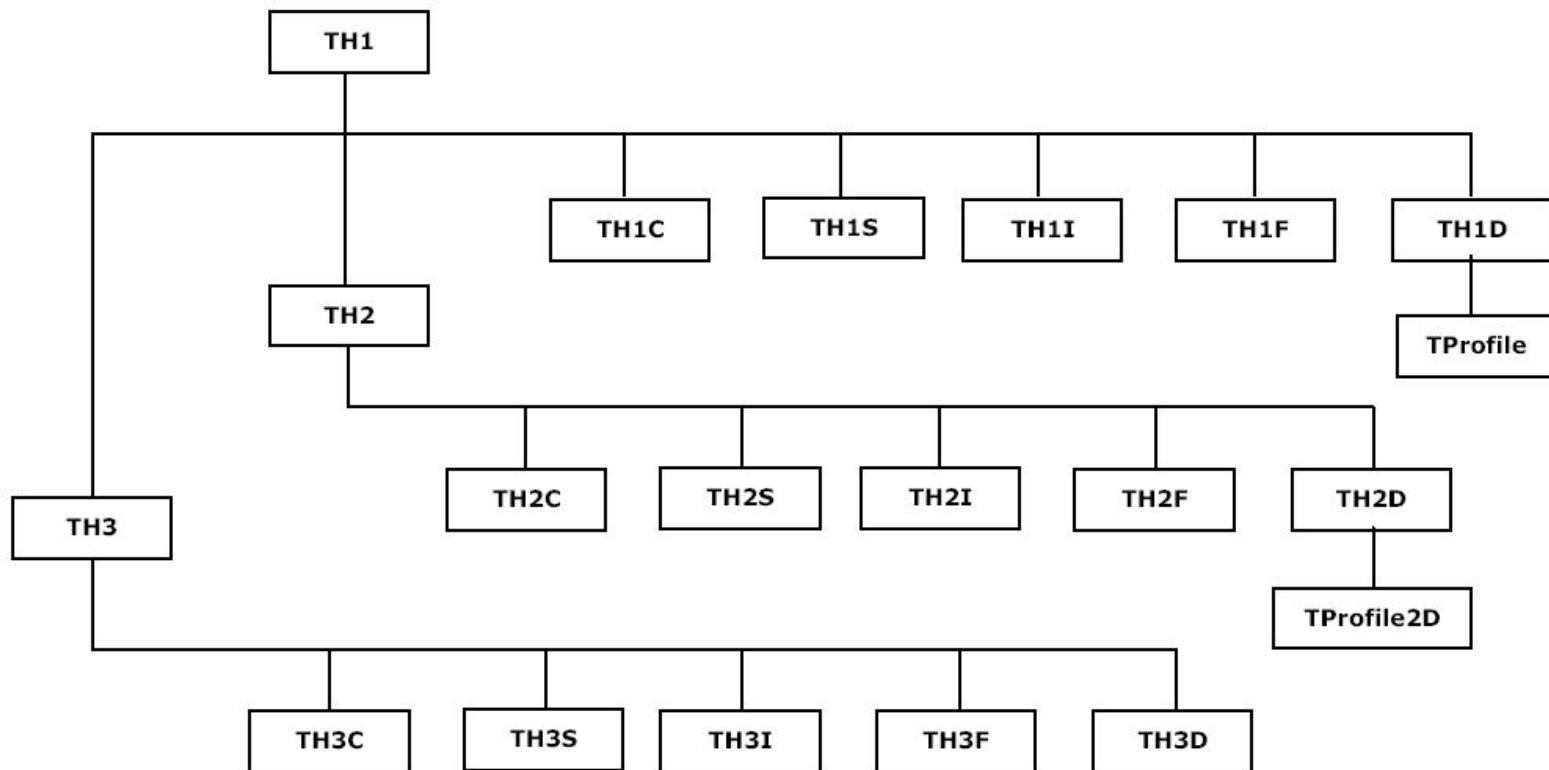 TH1
TH1C
TH1S
TH1I
TH1F
TH1D
TH2
TProfile
TH2C
TH2S
TH2I
TH2F
TH2D
TH3
TProfile2D
TH3C
TH3S
TH3I
TH3F
TH3D